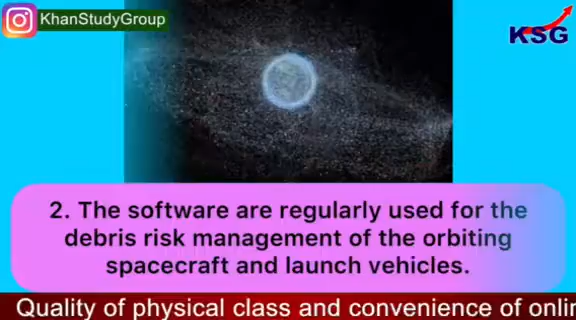 KhanStudyGroup
KSG
2. The software are regularly used for the
debris risk management of the orbiting
spacecraft and launch vehicles.
Quality of physical class and convenience of onlin